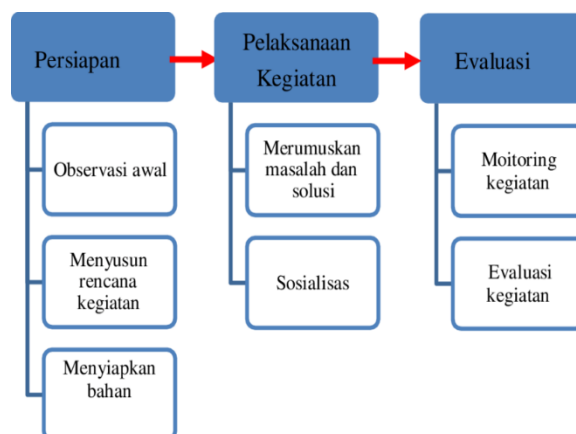 Persiapan
Observasi awal
Menyusun
rencana
kegiatan
Menyiapkan
bahan
Pelaksanaan
Kegiatan
Merumuskan
masalah dan
solusi
Sosialisas
Evaluasi
Moitoring
kegiatan
Evaluasi
kegiatan